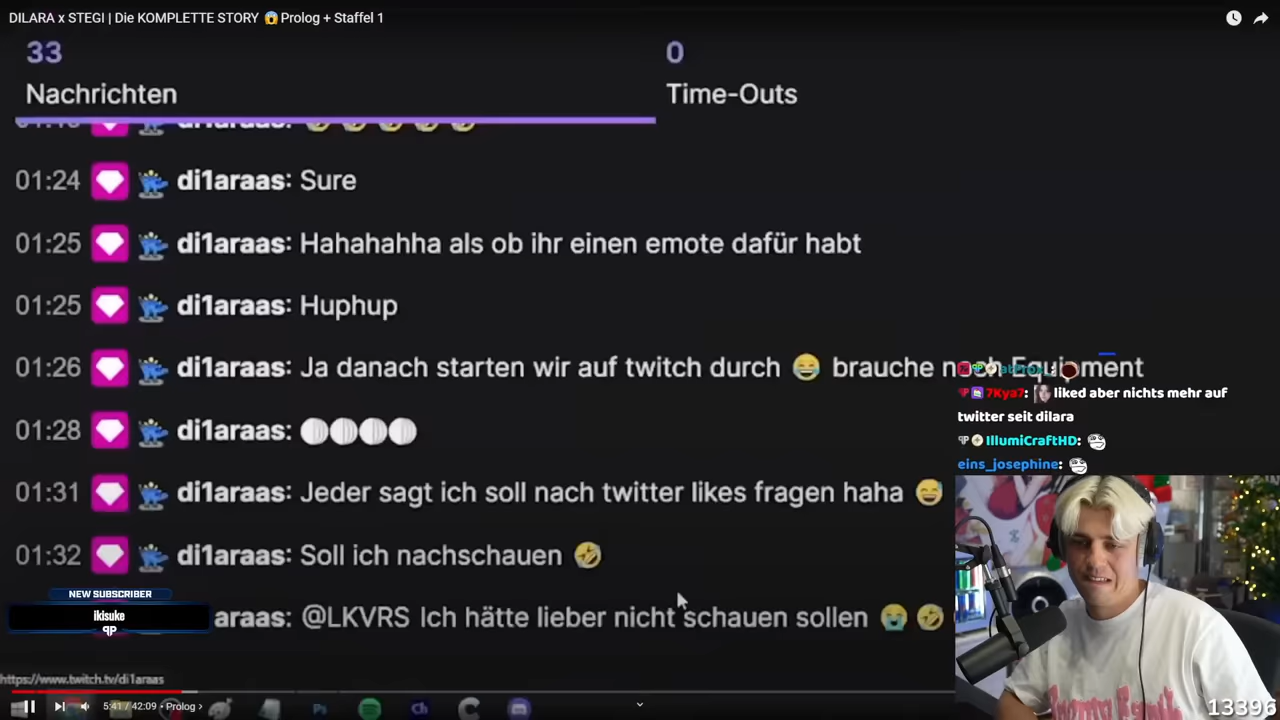 DILARA x STEGI | Die KOMPLETTE STORY 😱 Prolog + Staffel 1
33
Nachrichten
0
Time-Outs
di1araas: 🤣🤣🤣🤣🤣
01:24 di1araas: Sure
01:25 di1araas: Hahahahha als ob ihr einen emote dafür habt
01:25 di1araas: Huphup
01:26 di1araas: Ja danach starten wir auf twitch durch 😂 brauche noch Equipment
01:28 di1araas:
01:31 di1araas: Jeder sagt ich soll nach twitter likes fragen haha 😅
01:32 di1araas: Soll ich nachschauen 🤣
araas: @LKVRS Ich hätte lieber nicht schauen sollen 😭 🤣
7Kya7: liked aber nichts mehr auf
twitter seit dilara
IllumiCraftHD:
eins_josephine:
NEW SUBSCRIBER
ikisuke
https://www.twitch.tv/di1araas
5:41 / 42:09 • Prolog >
13396